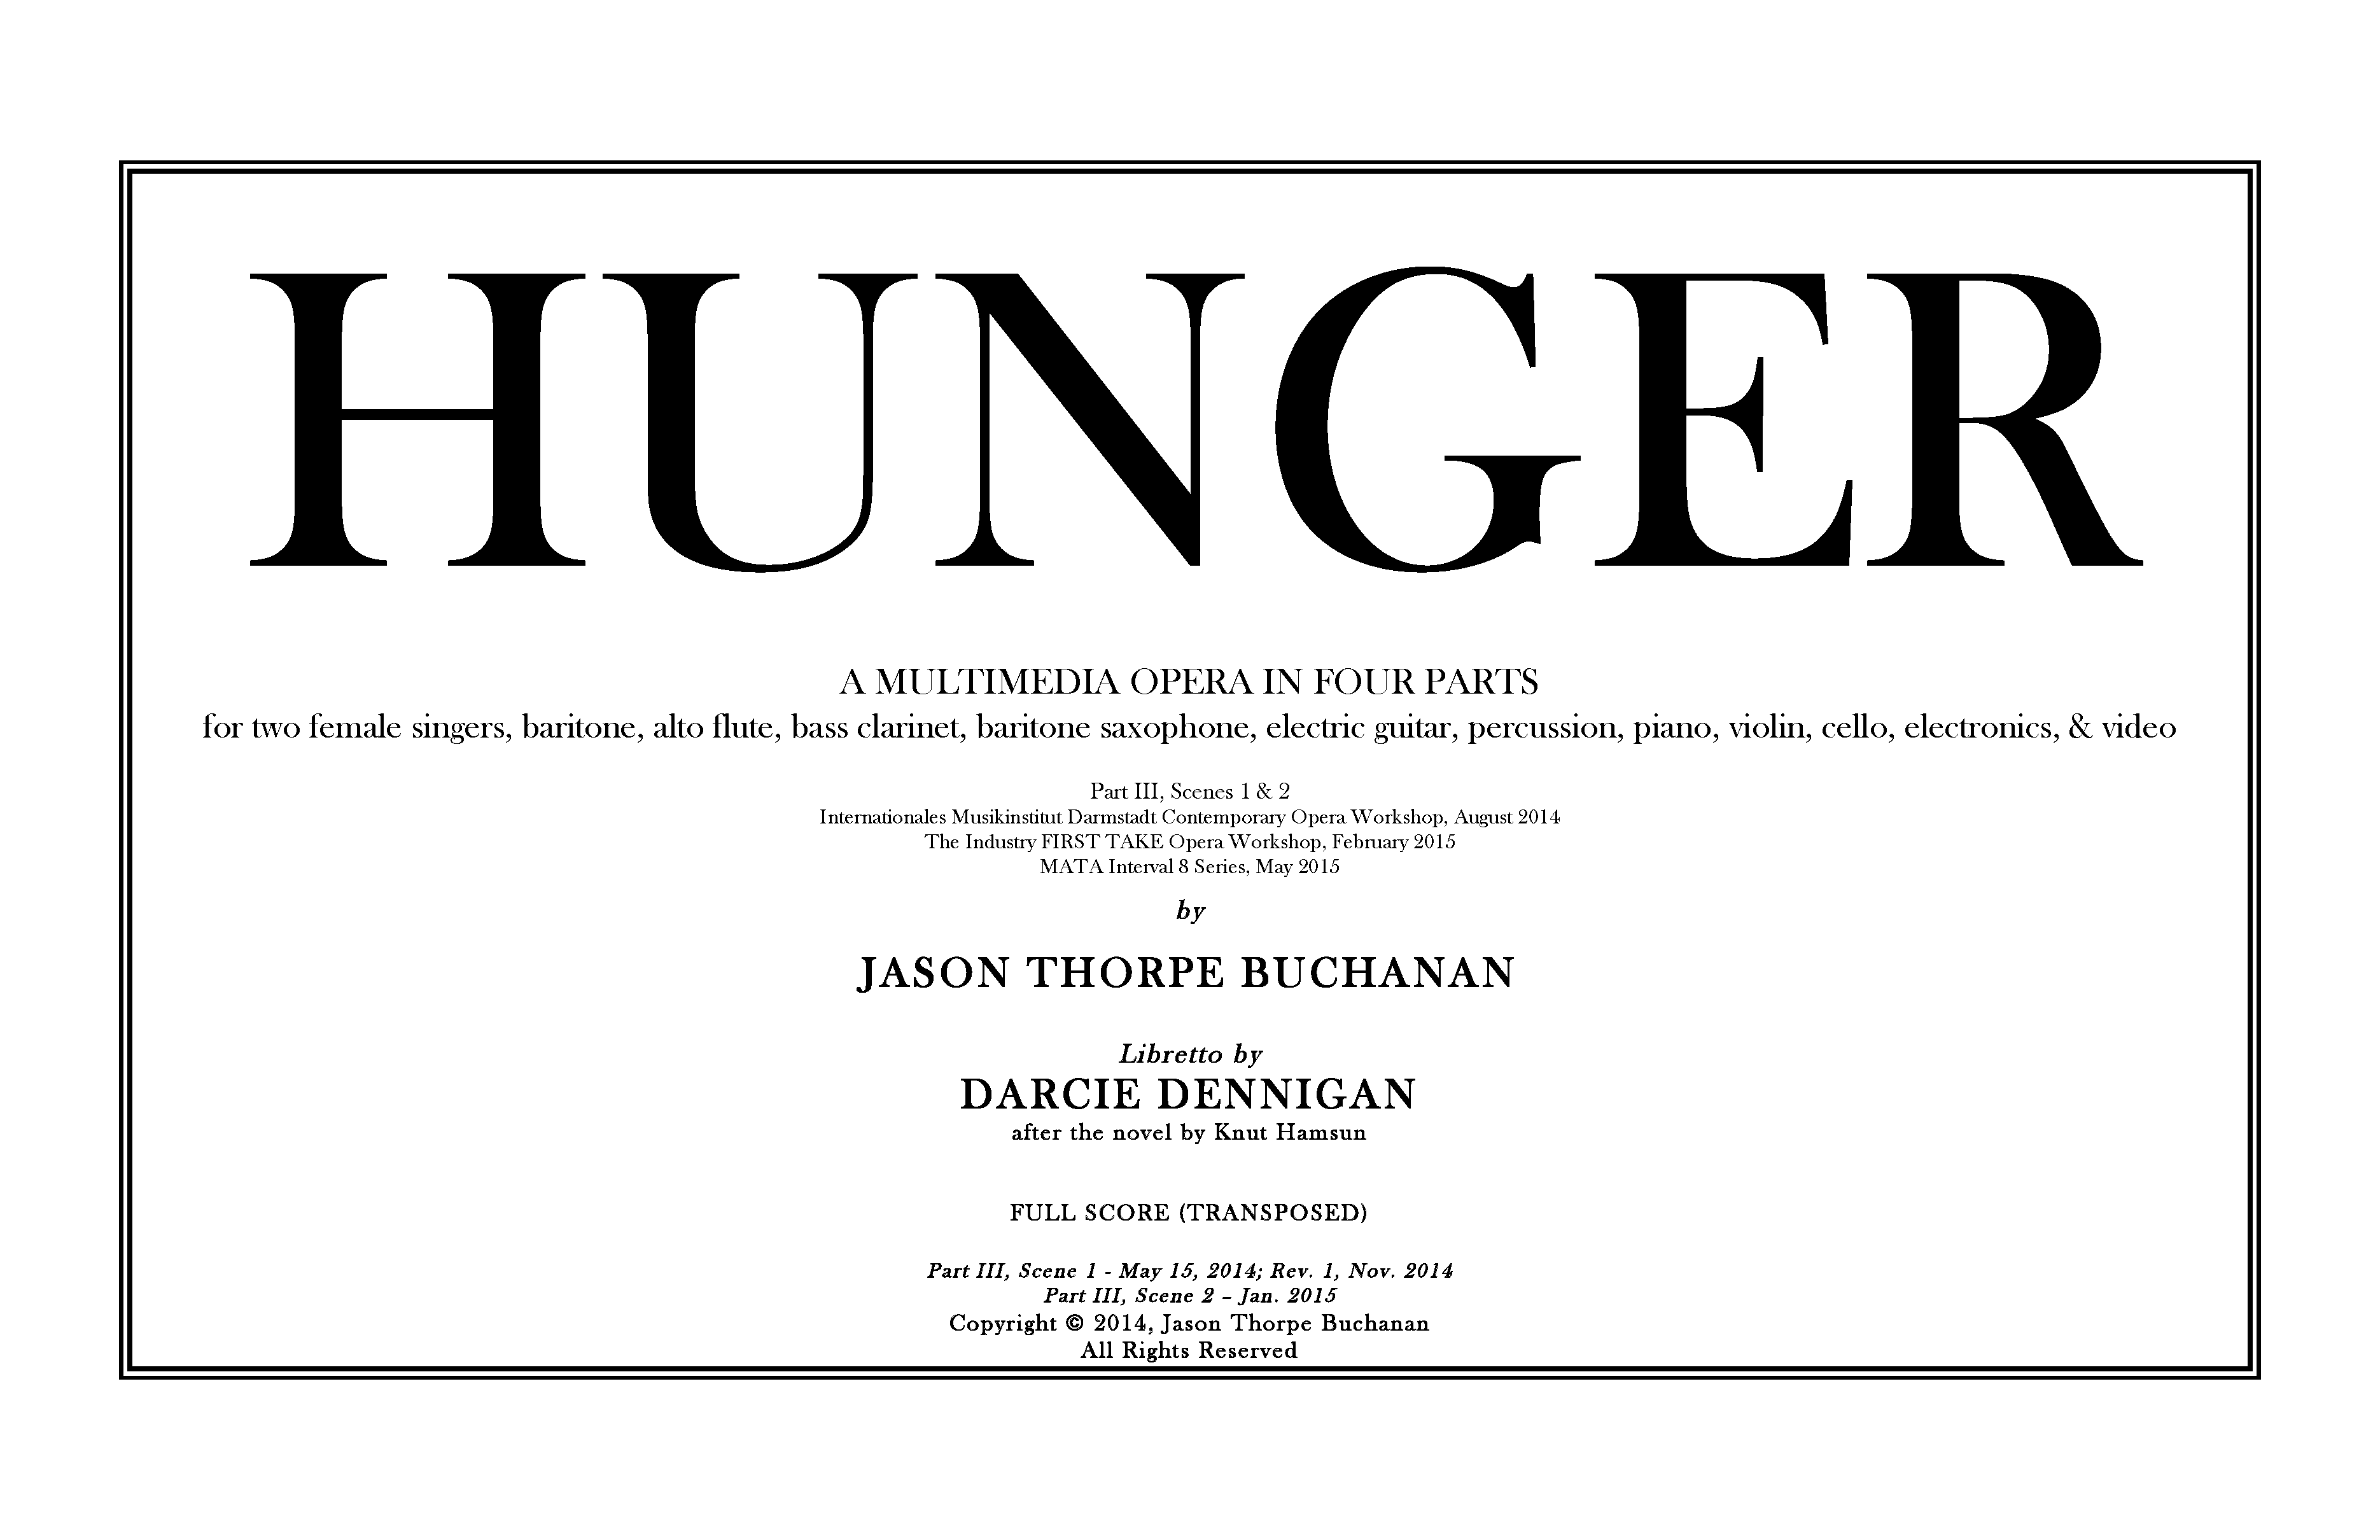 HUNGER
A MULTIMEDIA OPERA IN FOUR PARTS
for two female singers, baritone, alto flute, bass clarinet, baritone saxophone, electric guitar, percussion, piano, violin, cello, electronics, & video
Part III, Scenes 1 & 2
Internationales Musikinstitut Darmstadt Contemporary Opera Workshop, August 2014
The Industry FIRST TAKE Opera Workshop, February 2015
MATA Interval 8 Series, May 2015
by
JASON THORPE BUCHANAN
Libretto by
DARCIE DENNIGAN
after the novel by Knut Hamsun
FULL SCORE (TRANSPOSED)
Part III, Scene 1 - May 15, 2014; Rev. 1, Nov. 2014
Part III, Scene 2 – Jan. 2015
Copyright © 2014, Jason Thorpe Buchanan
All Rights Reserved